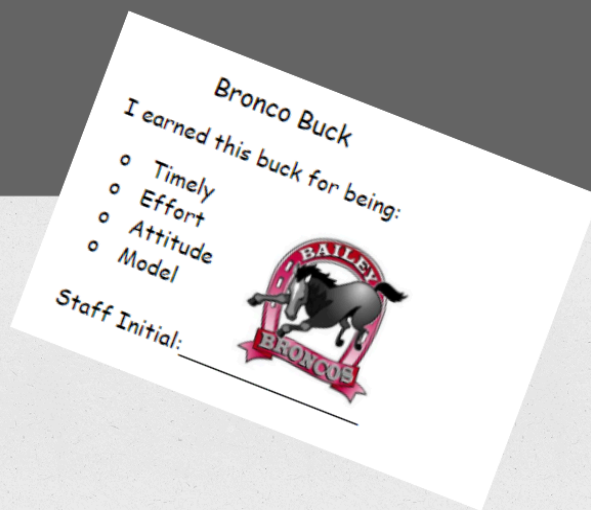 Bronco Buck
I earned this buck for being:
o Timely
o Effort
o Attitude
o Model
BAILEY
BRONCOS
Staff Initial: